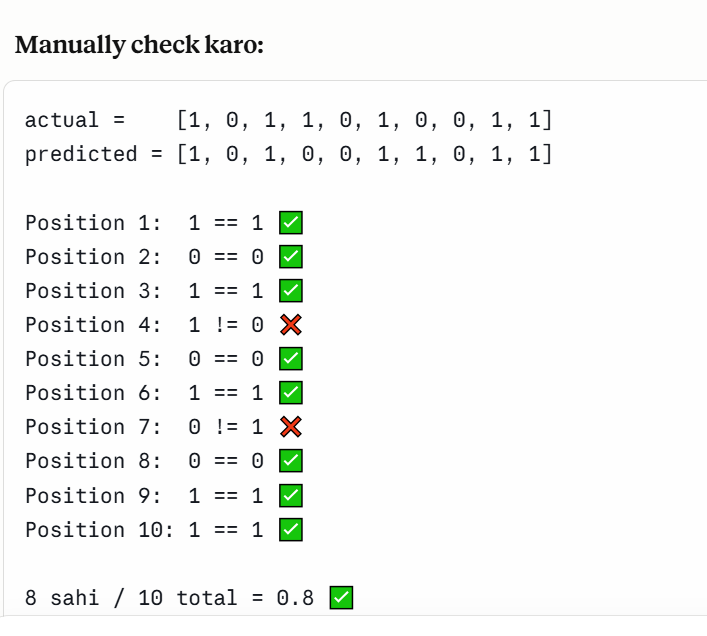 Manually check karo:
actual =    [1, 0, 1, 1, 0, 1, 0, 0, 1, 1]
predicted = [1, 0, 1, 0, 0, 1, 1, 0, 1, 1]
Position 1:  1 == 1 ✅
Position 2:  0 == 0 ✅
Position 3:  1 == 1 ✅
Position 4:  1 != 0 ❌
Position 5:  0 == 0 ✅
Position 6:  1 == 1 ✅
Position 7:  0 != 1 ❌
Position 8:  0 == 0 ✅
Position 9:  1 == 1 ✅
Position 10: 1 == 1 ✅
8 sahi / 10 total = 0.8 ✅